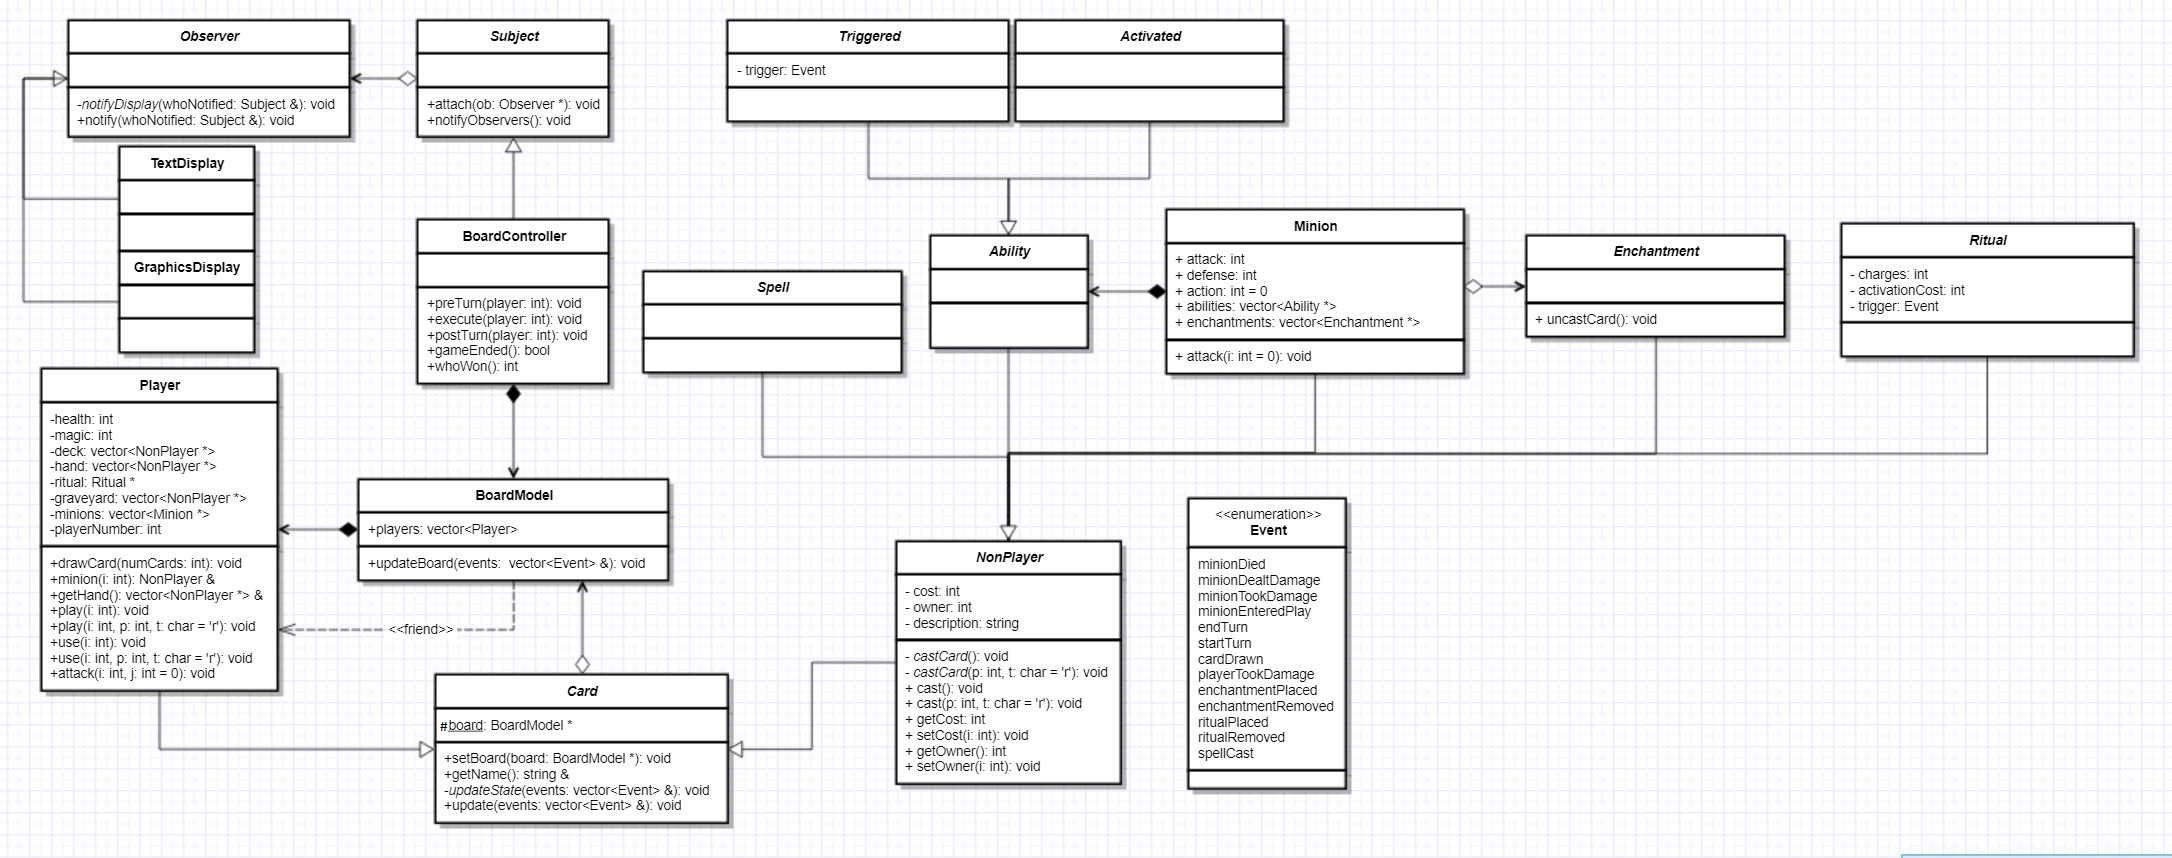 Observer
-notifyDisplay(whoNotified: Subject &): void
+notify(whoNotified: Subject &): void
Subject
+attach(ob: Observer *): void
+notifyObservers(): void
Triggered
- trigger: Event
Activated
TextDisplay
GraphicsDisplay
BoardController
+preTurn(player: int): void
+execute(player: int): void
+postTurn(player: int): void
+gameEnded(): bool
+whoWon(): int
Spell
Ability
Minion
+ attack: int
+ defense: int
+ action: int = 0
+ abilities: vector<Ability *>
+ enchantments: vector<Enchantment *>
+ attack(i: int = 0): void
Enchantment
+ uncastCard(): void
Ritual
- charges: int
- activationCost: int
- trigger: Event
Player
-health: int
-magic: int
-deck: vector<NonPlayer *>
-hand: vector<NonPlayer *>
-ritual: Ritual *
-graveyard: vector<NonPlayer *>
-minions: vector<Minion *>
-playerNumber: int
+drawCard(numCards: int): void
+minion(i: int): NonPlayer &
+getHand(): vector<NonPlayer *> &
+play(i: int): void
+play(i: int, p: int, t: char = 'r'): void
+use(i: int): void
+use(i: int, p: int, t: char = 'r'): void
+attack(i: int, j: int = 0): void
BoardModel
+players: vector<Player>
+updateBoard(events: vector<Event> &): void
<<friend>>
Card
#board: BoardModel *
+setBoard(board: BoardModel *): void
+getName(): string &
-updateState(events: vector<Event> &): void
+update(events: vector<Event> &): void
NonPlayer
- cost: int
- owner: int
- description: string
- castCard(): void
- castCard(p: int, t: char = 'r'): void
+ cast(): void
+ cast(p: int, t: char = 'r'): void
+ getCost: int
+ setCost(i: int): void
+ getOwner(): int
+ setOwner(i: int): void
<<enumeration>>
Event
minionDied
minionDealtDamage
minionTookDamage
minionEnteredPlay
endTurn
startTurn
cardDrawn
playerTookDamage
enchantmentPlaced
enchantmentRemoved
ritualPlaced
ritualRemoved
spellCast